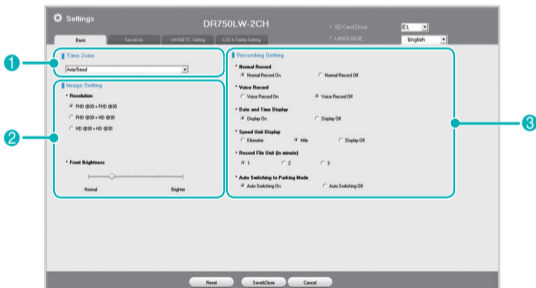 Settings
DR750LW-2CH
* SD Card Drive E:\
* LANGUAGE English
Basic Sensitivity Wi-Fi&ETC Setting LCD & Safety Setting
Time Zone
Asia/Seoul
Image Setting
* Resolution
FHD @30 + FHD @30
FHD @30 + HD @30
HD @30 + HD @30
* Front Brightness
Normal Brighter
Recording Setting
* Normal Record
Normal Record On Normal Record Off
* Voice Record
Voice Record On Voice Record Off
* Date and Time Display
Display On Display Off
* Speed Unit Display
Kilometer Mile Display Off
* Record File Unit (in minute)
1 2 3
* Auto Switching to Parking Mode
Auto Switching On Auto Switching Off
Reset Save&Close Cancel
1
2
3